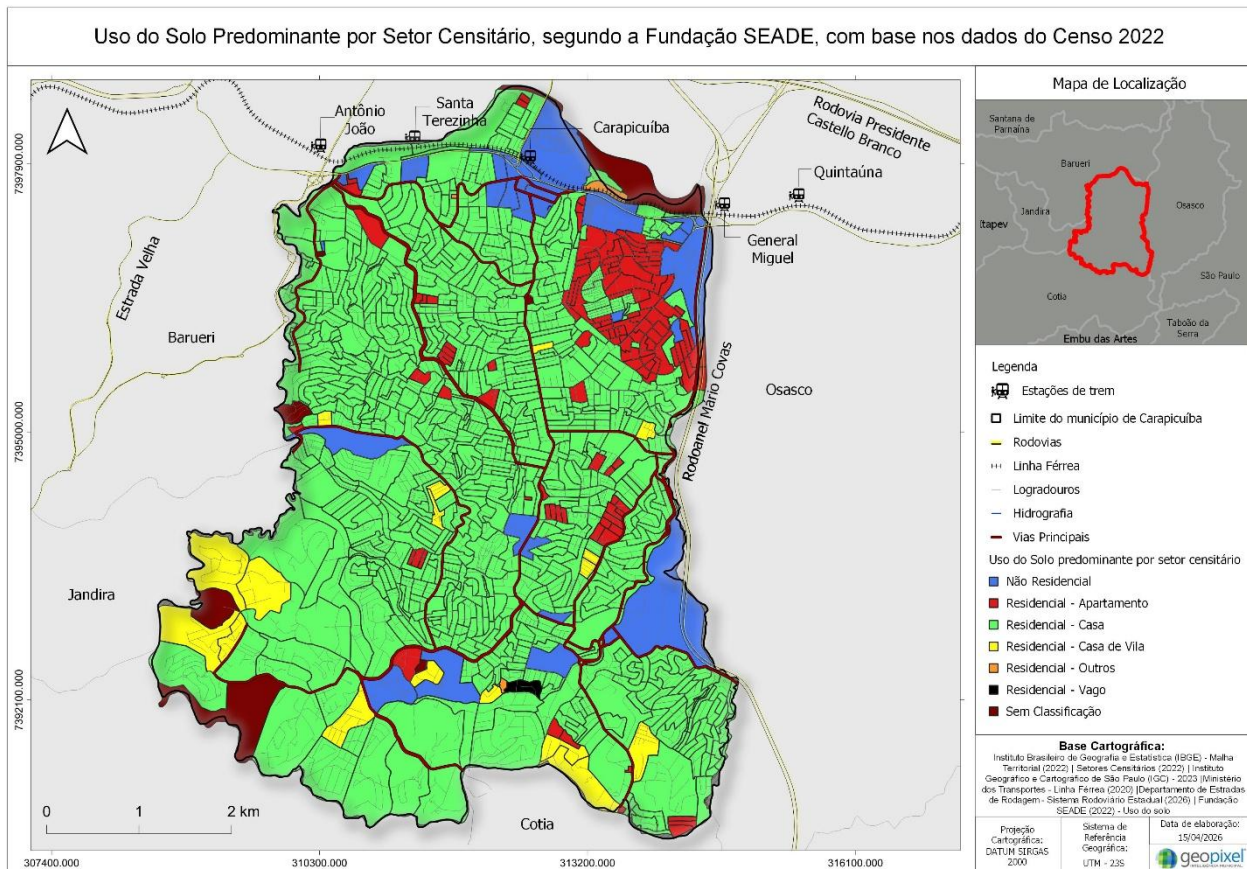 Uso do Solo Predominante por Setor Censitário, segundo a Fundação SEADE, com base nos dados do Censo 2022
Antônio
João
Santa
Terezinha
Carapicuíba
Rodovia Presidente
Castello Branco
Quintaúna
General
Miguel
Estrada Velha
Barueri
Osasco
Rodoanel Mário Covas
Jandira
Cotia
0 1 2 km
7397900.000
7395000.000
7392100.000
307400.000
310300.000
313200.000
316100.000
Mapa de Localização
Santana de
Parnaíba
Barueri
Jandira
Itapev
Osasco
São Paulo
Cotia
Taboão da
Serra
Embu das Artes
Legenda
Estações de trem
Limite do município de Carapicuíba
Rodovias
Linha Férrea
Logradouros
Hidrografia
Vias Principais
Uso do Solo predominante por setor censitário
Não Residencial
Residencial - Apartamento
Residencial - Casa
Residencial - Casa de Vila
Residencial - Outros
Residencial - Vago
Sem Classificação
Base Cartográfica:
Instituto Brasileiro de Geografia e Estatística (IBGE) - Malha
Territorial (2022) | Setores Censitários (2022) | Instituto
Geográfico e Cartográfico de São Paulo (IGC) - 2023 |Ministério
dos Transportes - Linha Férrea (2020) |Departamento de Estradas
de Rodagem - Sistema Rodoviário Estadual (2026) | Fundação
SEADE (2022) - Uso do solo
Projeção
Cartográfica:
DATUM SIRGAS
2000
Sistema de
Referência
Geográfica:
UTM - 23S
Data de elaboração:
15/04/2026
geopixel